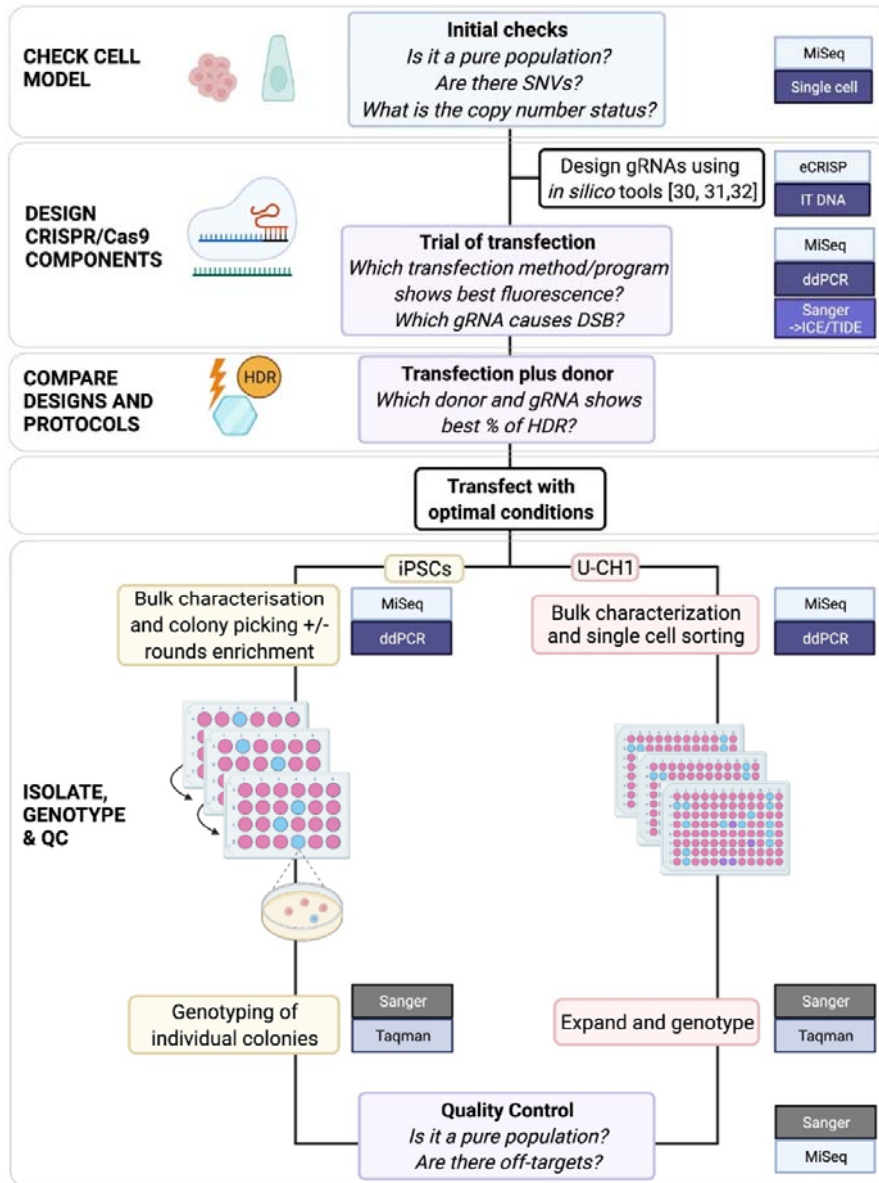 CHECK CELL
MODEL
Initial checks
Is it a pure population?
Are there SNVs?
What is the copy number status?
MiSeq
Single cell
DESIGN
CRISPR/Cas9
COMPONENTS
Design gRNAs using
in silico tools [30, 31,32]
eCRISP
IT DNA
Trial of transfection
Which transfection method/program
shows best fluorescence?
Which gRNA causes DSB?
MiSeq
ddPCR
Sanger
->ICE/TIDE
COMPARE
DESIGNS AND
PROTOCOLS
HDR
Transfection plus donor
Which donor and gRNA shows
best % of HDR?
Transfect with
optimal conditions
ISOLATE,
GENOTYPE
& QC
iPSCs
U-CH1
Bulk characterisation
and colony picking +/-
rounds enrichment
MiSeq
ddPCR
Bulk characterization
and single cell sorting
MiSeq
ddPCR
Genotyping of
individual colonies
Sanger
Taqman
Expand and genotype
Sanger
Taqman
Quality Control
Is it a pure population?
Are there off-targets?
Sanger
MiSeq